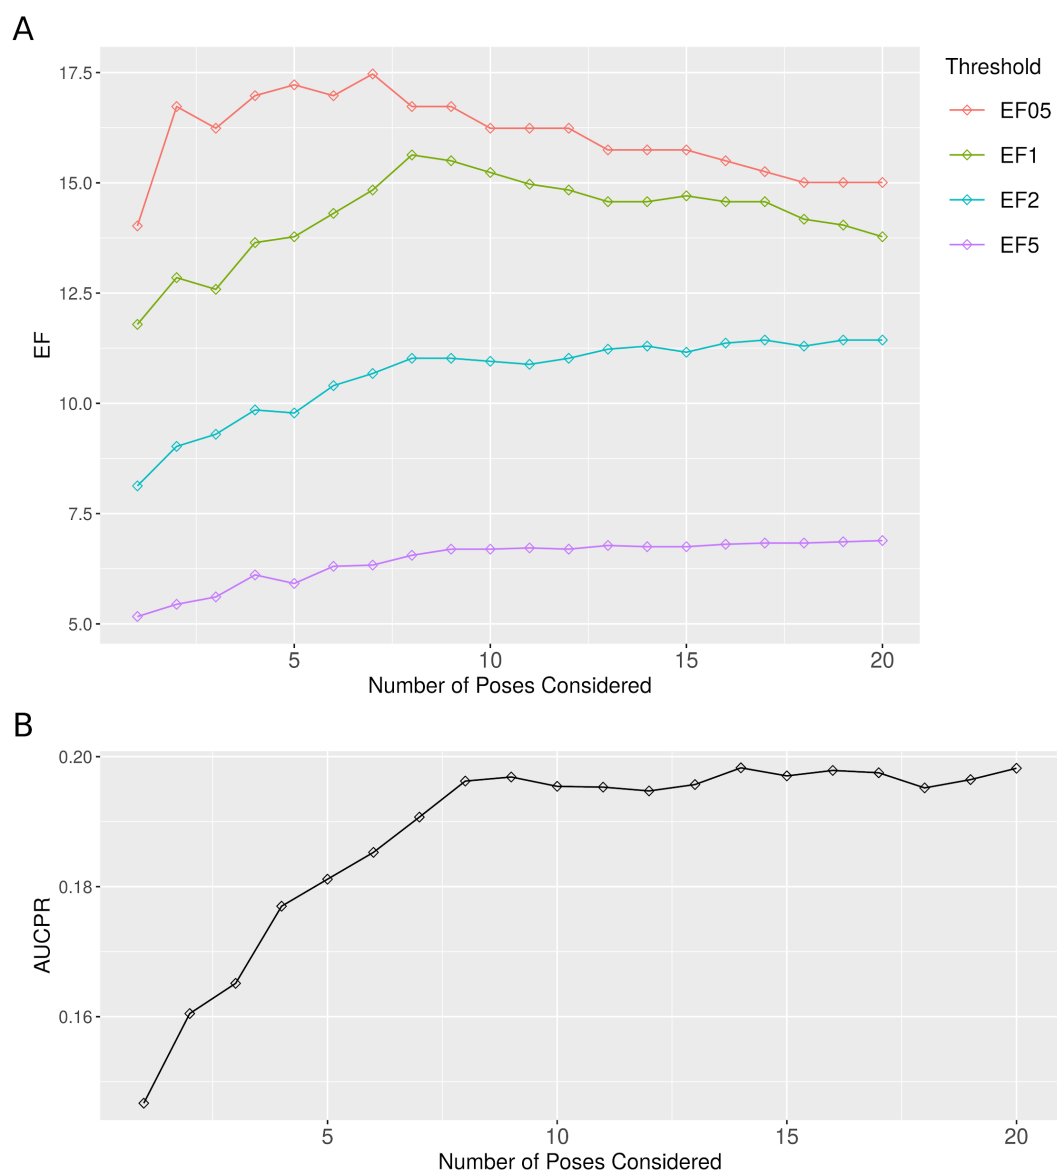 A
17.5
15.0
12.5
10.0
7.5
5.0
EF
5 10 15 20
Number of Poses Considered
Threshold
EF05
EF1
EF2
EF5
B
0.20
0.18
0.16
AUCPR
5 10 15 20
Number of Poses Considered